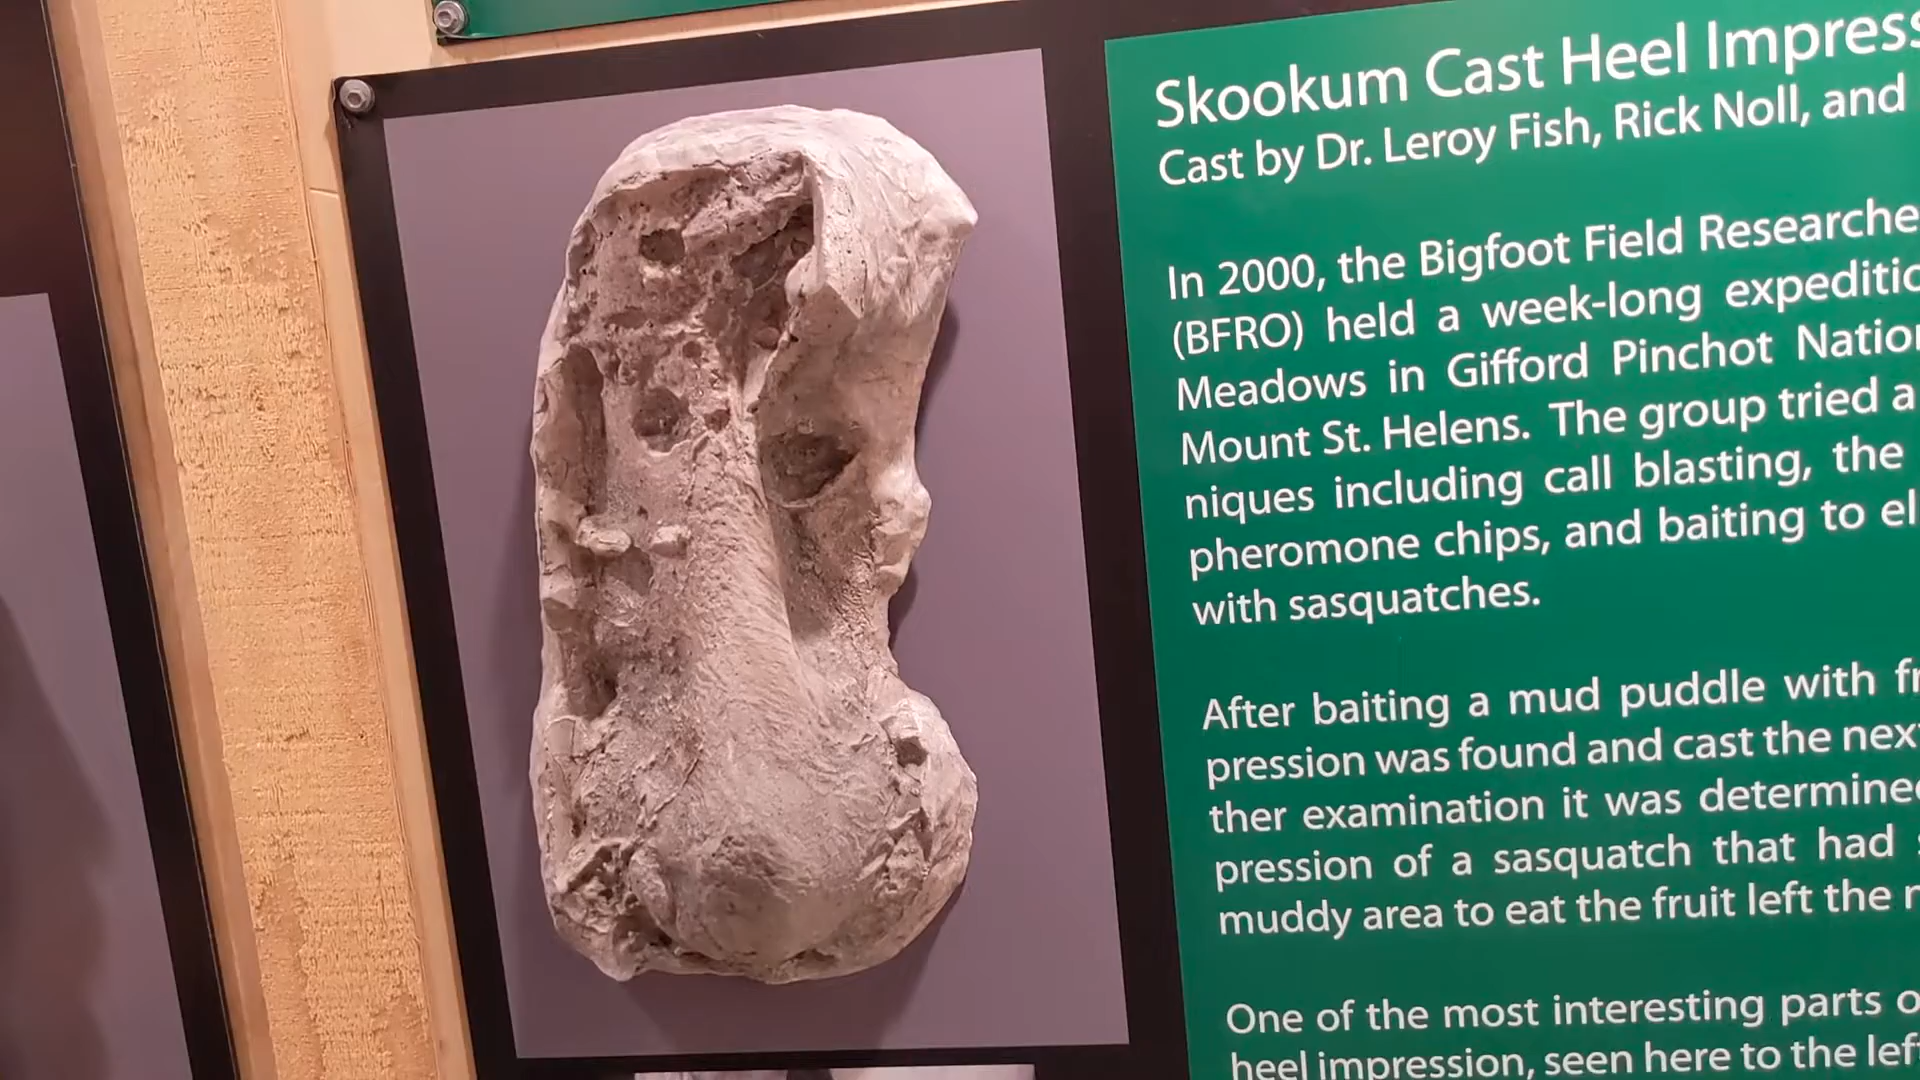 Skookum Cast Heel Impress
Cast by Dr. Leroy Fish, Rick Noll, and
In 2000, the Bigfoot Field Researche
(BFRO) held a week-long expeditio
Meadows in Gifford Pinchot Nation
Mount St. Helens. The group tried a
niques including call blasting, the
pheromone chips, and baiting to el
with sasquatches.
After baiting a mud puddle with fr
pression was found and cast the nex
ther examination it was determined
pression of a sasquatch that had
muddy area to eat the fruit left the n
One of the most interesting parts o
heel impression, seen here to the left